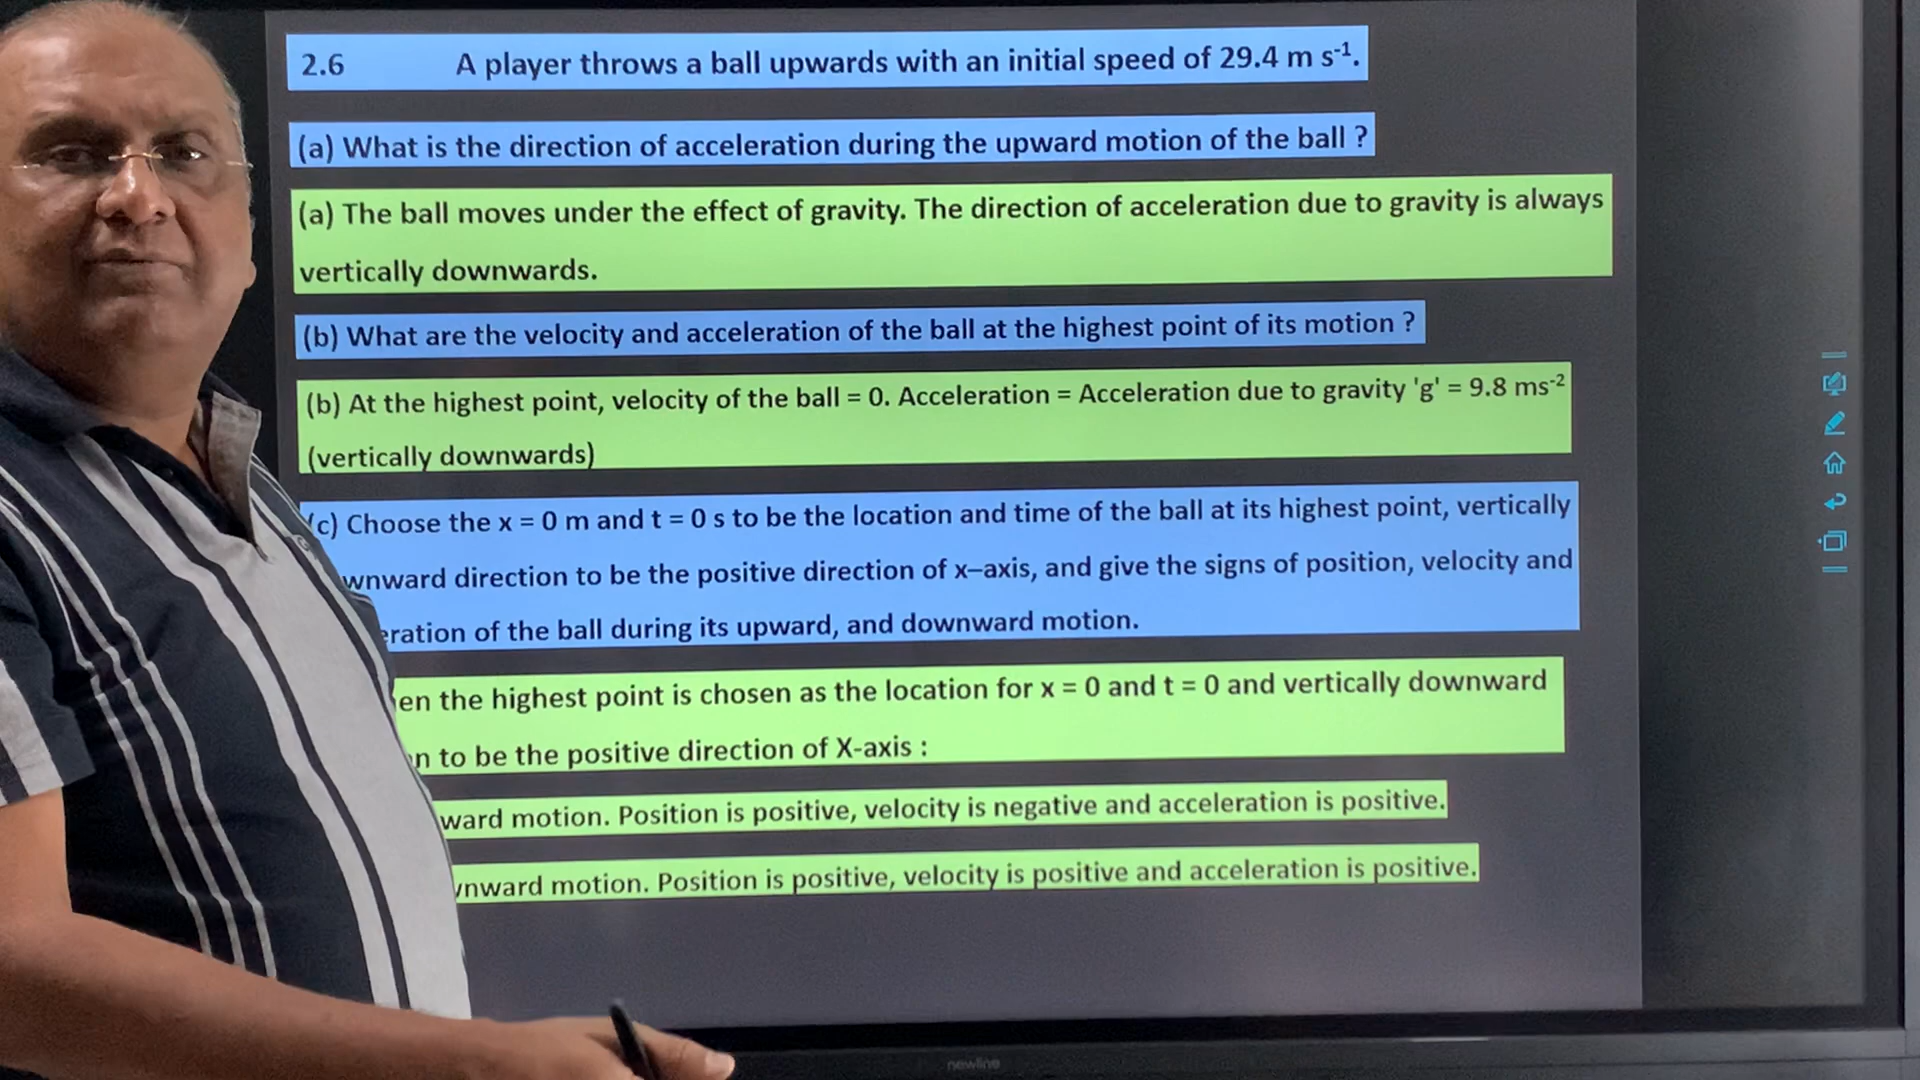 2.6 A player throws a ball upwards with an initial speed of 29.4 m s⁻¹.
(a) What is the direction of acceleration during the upward motion of the ball ?
(a) The ball moves under the effect of gravity. The direction of acceleration due to gravity is always
vertically downwards.
(b) What are the velocity and acceleration of the ball at the highest point of its motion ?
(b) At the highest point, velocity of the ball = 0. Acceleration = Acceleration due to gravity 'g' = 9.8 ms⁻²
(vertically downwards)
(c) Choose the x = 0 m and t = 0 s to be the location and time of the ball at its highest point, vertically
wnward direction to be the positive direction of x–axis, and give the signs of position, velocity and
eration of the ball during its upward, and downward motion.
en the highest point is chosen as the location for x = 0 and t = 0 and vertically downward
n to be the positive direction of X-axis :
ward motion. Position is positive, velocity is negative and acceleration is positive.
nward motion. Position is positive, velocity is positive and acceleration is positive.
newline